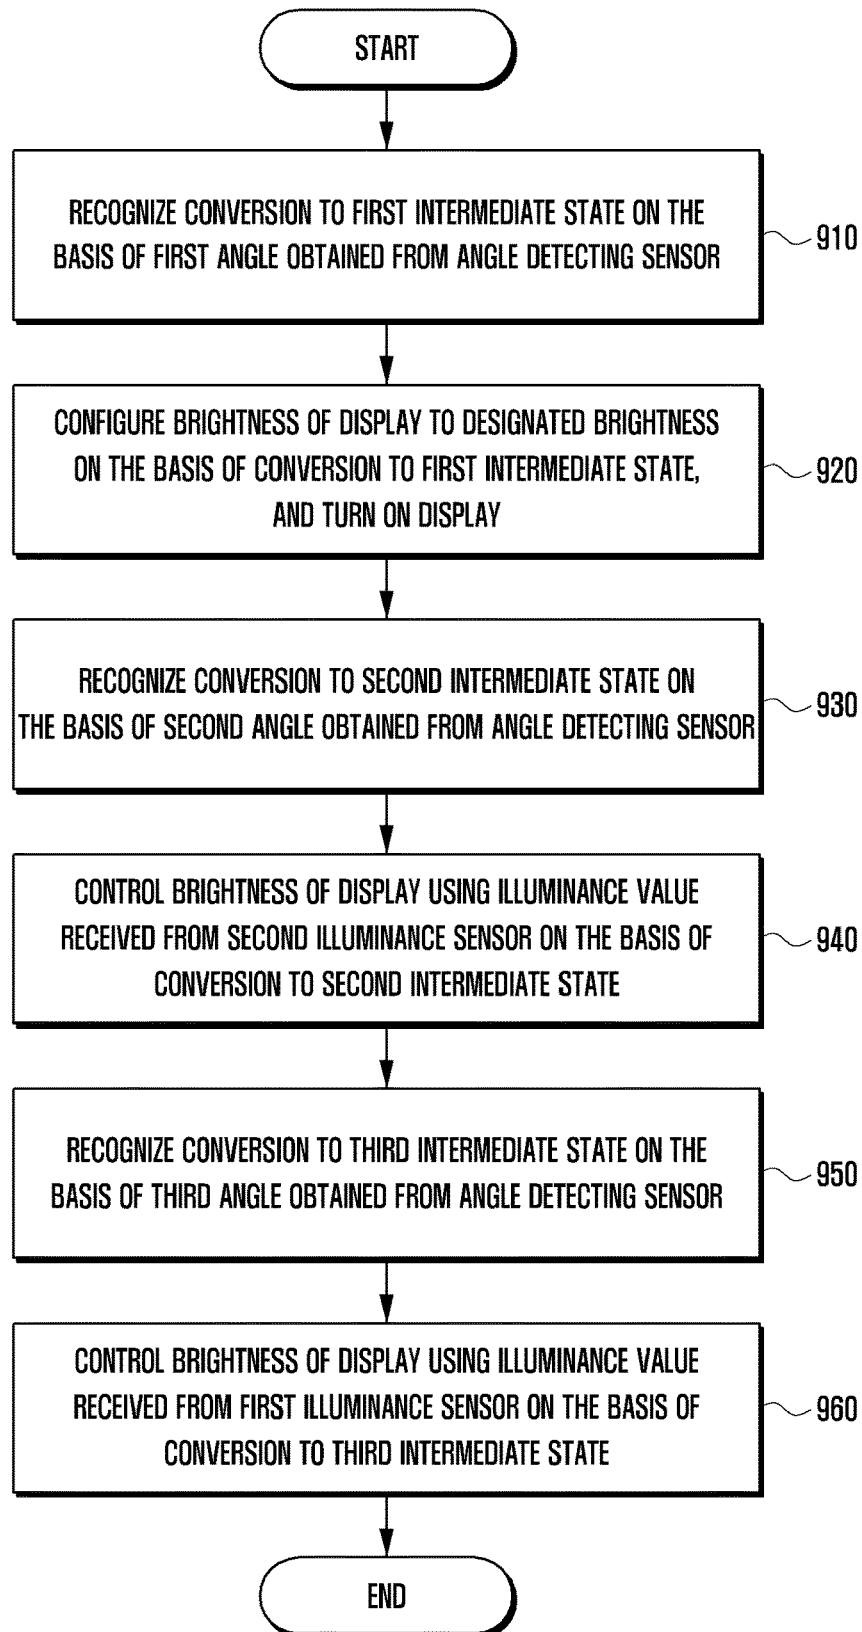 START
RECOGNIZE CONVERSION TO FIRST INTERMEDIATE STATE ON THE
BASIS OF FIRST ANGLE OBTAINED FROM ANGLE DETECTING SENSOR
910
CONFIGURE BRIGHTNESS OF DISPLAY TO DESIGNATED BRIGHTNESS
ON THE BASIS OF CONVERSION TO FIRST INTERMEDIATE STATE,
AND TURN ON DISPLAY
920
RECOGNIZE CONVERSION TO SECOND INTERMEDIATE STATE ON
THE BASIS OF SECOND ANGLE OBTAINED FROM ANGLE DETECTING SENSOR
930
CONTROL BRIGHTNESS OF DISPLAY USING ILLUMINANCE VALUE
RECEIVED FROM SECOND ILLUMINANCE SENSOR ON THE BASIS OF
CONVERSION TO SECOND INTERMEDIATE STATE
940
RECOGNIZE CONVERSION TO THIRD INTERMEDIATE STATE ON THE
BASIS OF THIRD ANGLE OBTAINED FROM ANGLE DETECTING SENSOR
950
CONTROL BRIGHTNESS OF DISPLAY USING ILLUMINANCE VALUE
RECEIVED FROM FIRST ILLUMINANCE SENSOR ON THE BASIS OF
CONVERSION TO THIRD INTERMEDIATE STATE
960
END